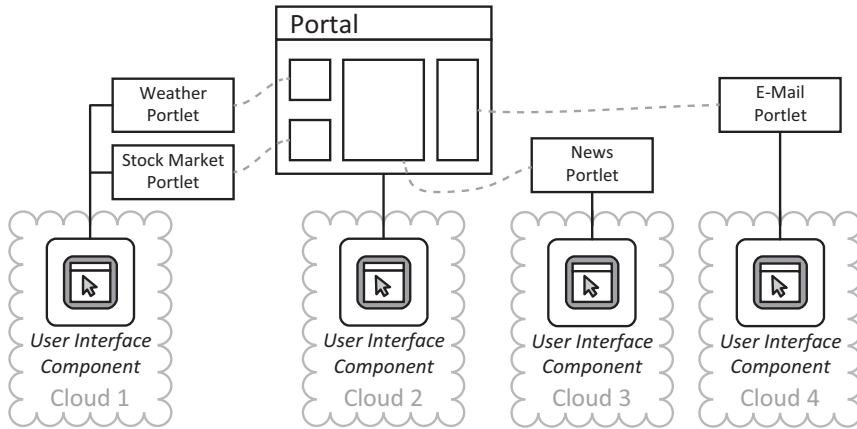 Portal
Weather
Portlet
Stock Market
Portlet
E-Mail
Portlet
News
Portlet
User Interface
Component
Cloud 1
User Interface
Component
Cloud 2
User Interface
Component
Cloud 3
User Interface
Component
Cloud 4